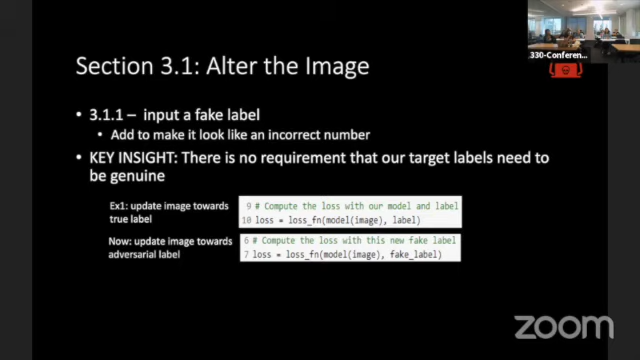 330-Conferen...
Section 3.1: Alter the Image
• 3.1.1 – input a fake label
• Add to make it look like an incorrect number
• KEY INSIGHT: There is no requirement that our target labels need to
be genuine
Ex1: update image towards
true label
9 # Compute the loss with our model and label
10 loss = loss_fn(model(image), label)
Now: update image towards
adversarial label
6 # Compute the loss with this new fake label
7 loss = loss_fn(model(image), fake_label)
zoom